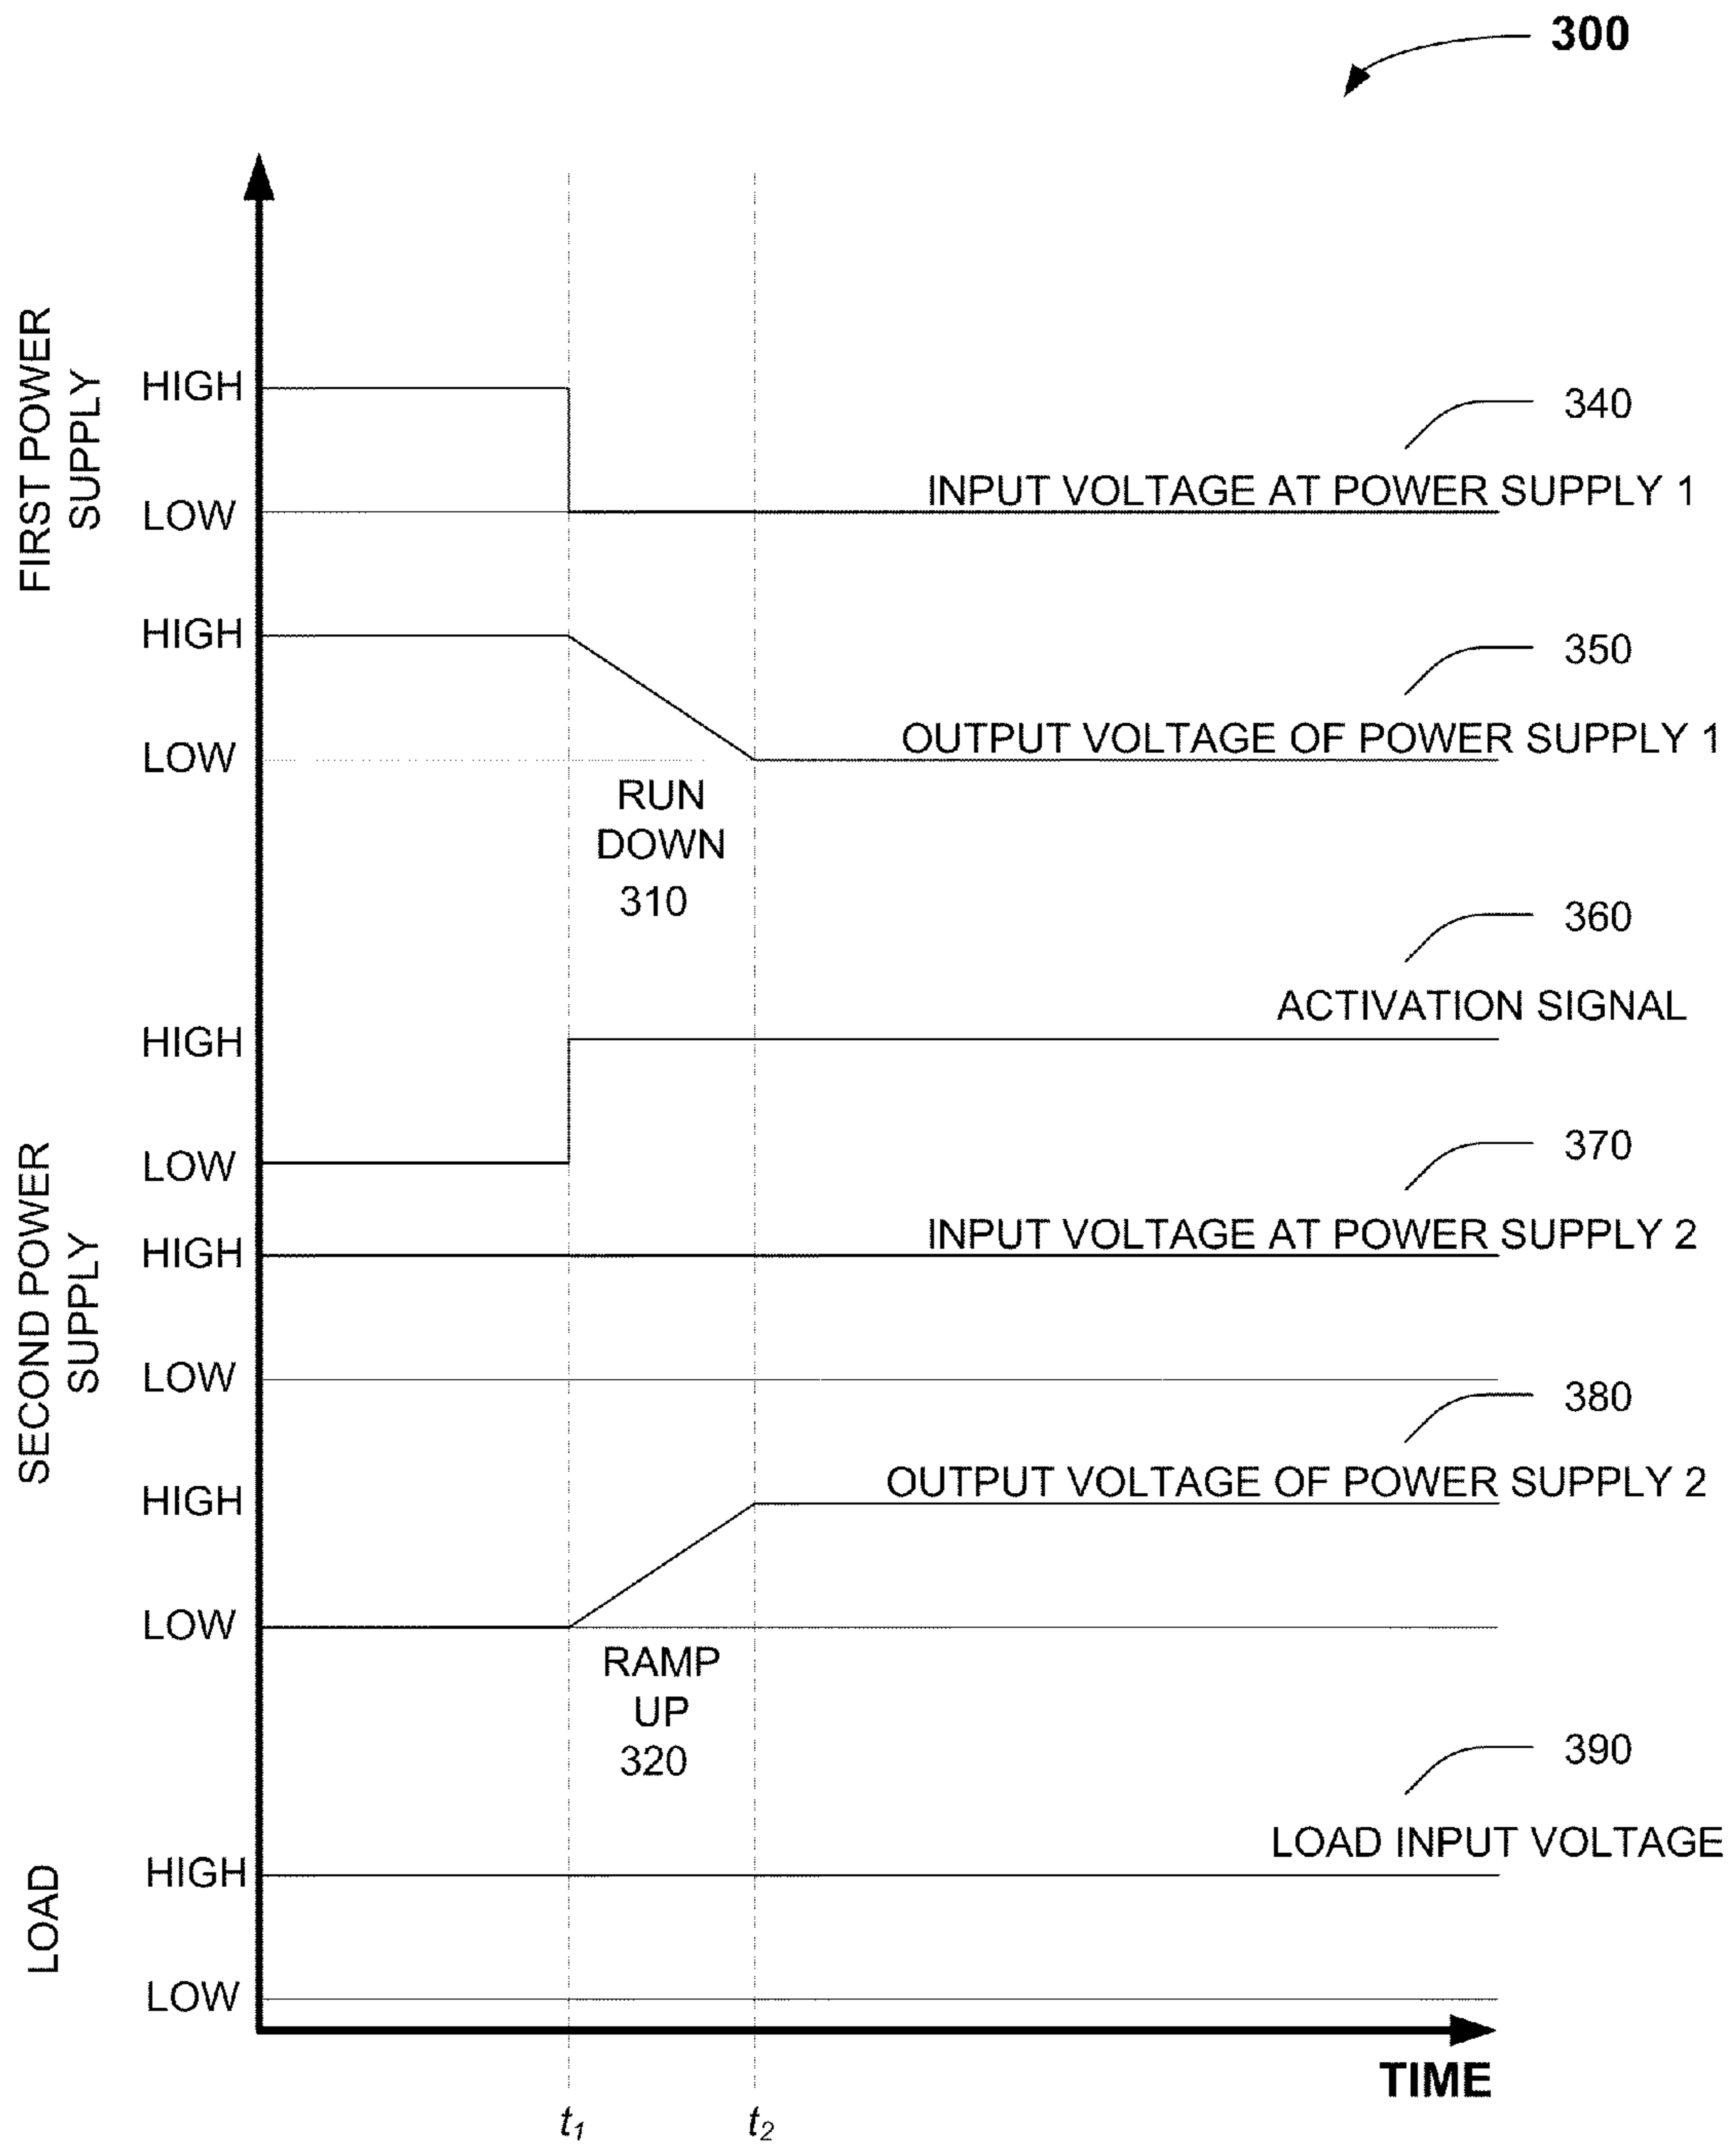 300
FIRST POWER
SUPPLY
HIGH
340
INPUT VOLTAGE AT POWER SUPPLY 1
LOW
HIGH
350
OUTPUT VOLTAGE OF POWER SUPPLY 1
LOW
RUN
DOWN
310
360
ACTIVATION SIGNAL
SECOND POWER
SUPPLY
HIGH
LOW
370
INPUT VOLTAGE AT POWER SUPPLY 2
HIGH
LOW
380
OUTPUT VOLTAGE OF POWER SUPPLY 2
HIGH
LOW
RAMP
UP
320
390
LOAD INPUT VOLTAGE
LOAD
HIGH
LOW
TIME
t1
t2